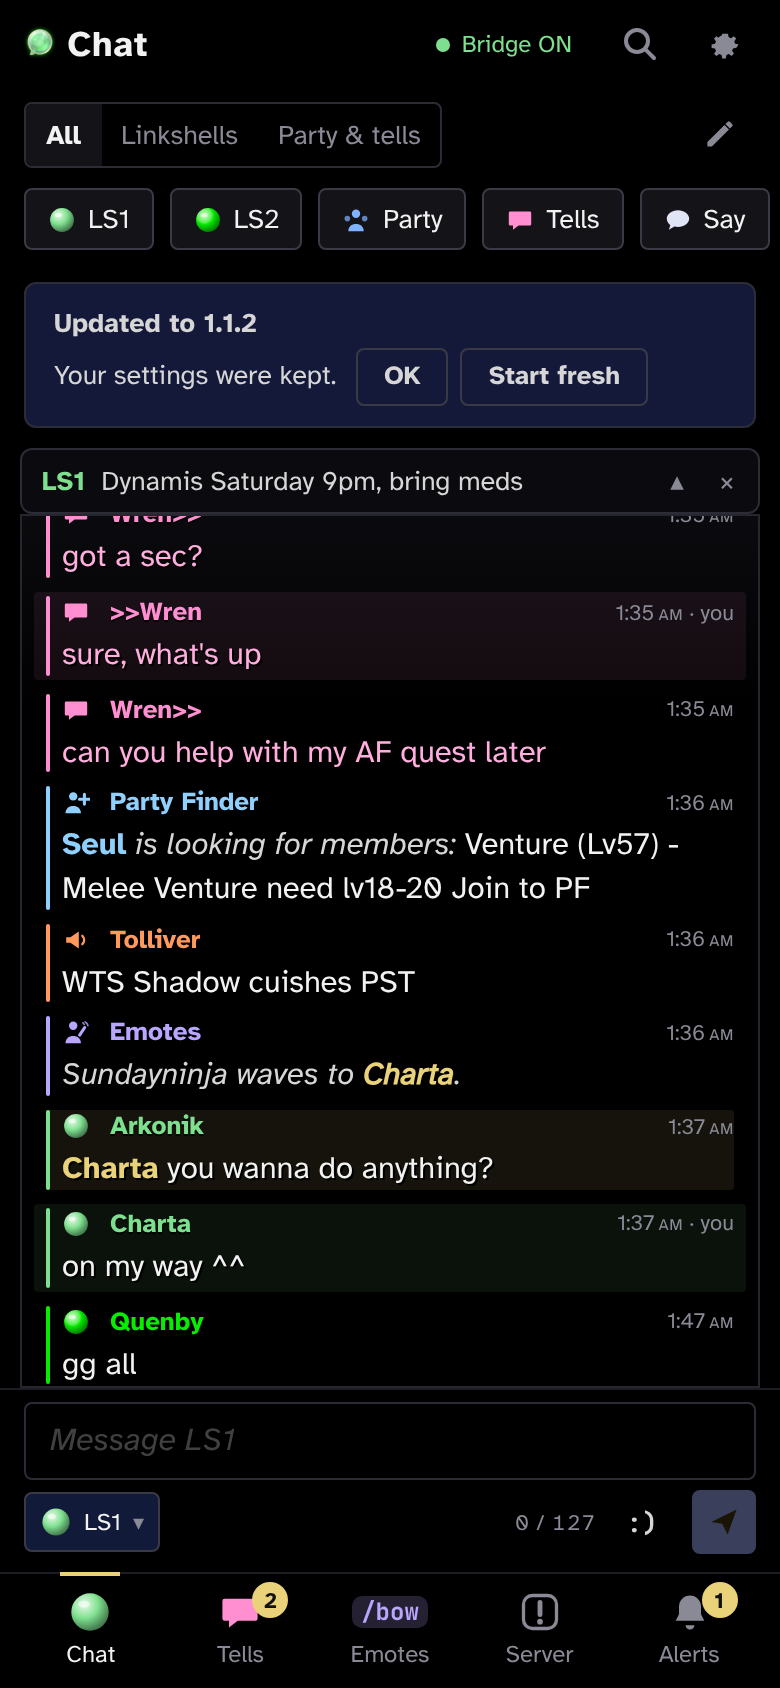 Chat
Bridge ON
All
Linkshells
Party & tells
LS1
LS2
Party
Tells
Say
Updated to 1.1.2
Your settings were kept.
OK
Start fresh
LS1 Dynamis Saturday 9pm, bring meds
Wren>> 1:35 AM
got a sec?
>>Wren 1:35 AM · you
sure, what's up
Wren>> 1:35 AM
can you help with my AF quest later
Party Finder 1:36 AM
Seul is looking for members: Venture (Lv57) -
Melee Venture need lv18-20 Join to PF
Tolliver 1:36 AM
WTS Shadow cuishes PST
Emotes 1:36 AM
Sundayninja waves to Charta.
Arkonik 1:37 AM
Charta you wanna do anything?
Charta 1:37 AM · you
on my way ^^
Quenby 1:47 AM
gg all
Message LS1
LS1
0 / 127
:)
2
/bow
1
Chat
Tells
Emotes
Server
Alerts